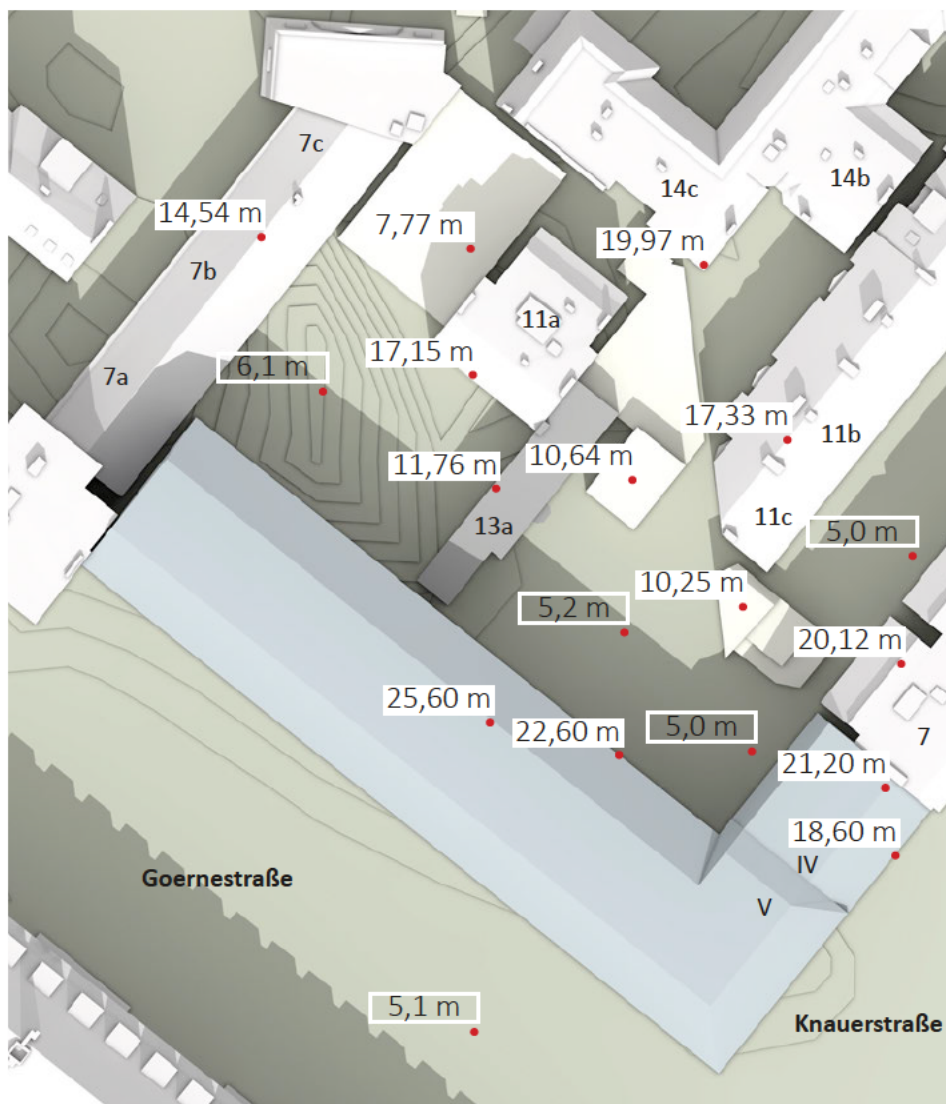 7c
14c
14b
14,54 m
7,77 m
19,97 m
7b
11a
6,1 m
17,15 m
7a
17,33 m
11b
11,76 m
10,64 m
13a
11c
5,0 m
10,25 m
5,2 m
20,12 m
25,60 m
22,60 m
5,0 m
7
21,20 m
18,60 m
IV
Goernestraße
V
5,1 m
Knauerstraße